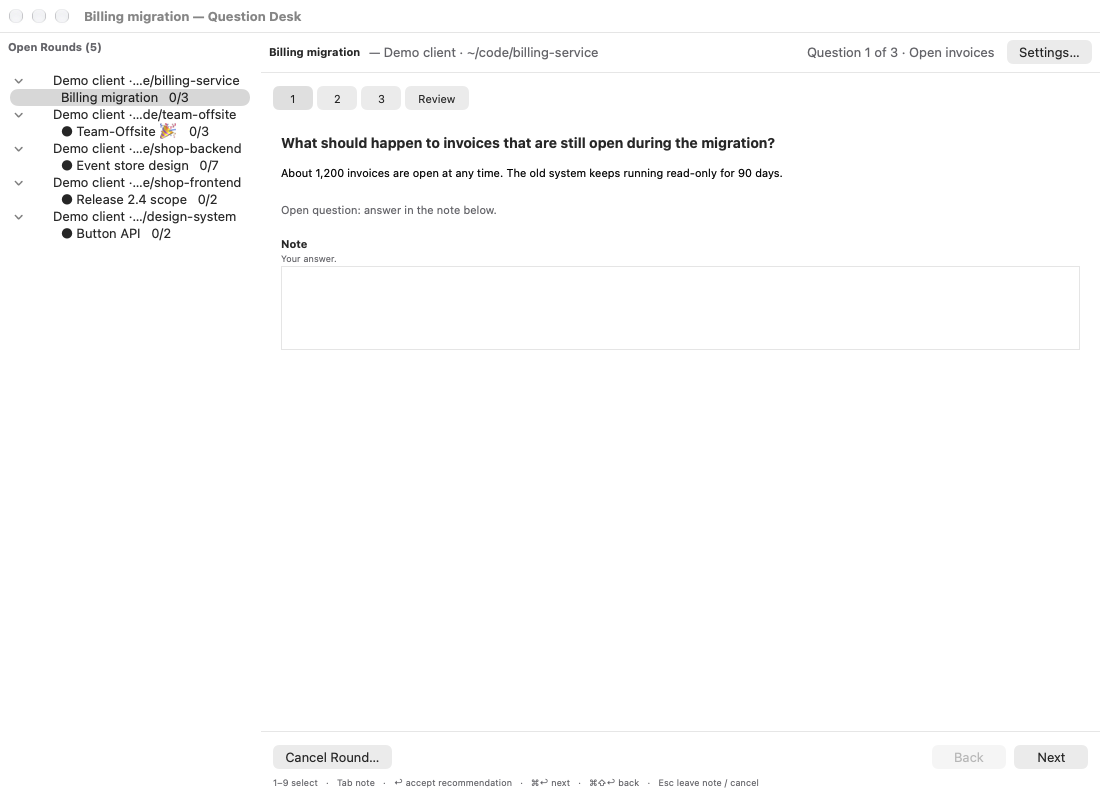 Billing migration — Question Desk
Open Rounds (5)
Demo client ·...e/billing-service
Billing migration 0/3
Demo client ·...de/team-offsite
● Team-Offsite 🎉 0/3
Demo client ·...e/shop-backend
● Event store design 0/7
Demo client ·...e/shop-frontend
● Release 2.4 scope 0/2
Demo client ·.../design-system
● Button API 0/2
Billing migration — Demo client · ~/code/billing-service
Question 1 of 3 · Open invoices
Settings...
1 2 3 Review
What should happen to invoices that are still open during the migration?
About 1,200 invoices are open at any time. The old system keeps running read-only for 90 days.
Open question: answer in the note below.
Note
Your answer.
Cancel Round...
Back
Next
1–9 select · Tab note · ↩ accept recommendation · ⌘↩ next · ⌘⇧↩ back · Esc leave note / cancel